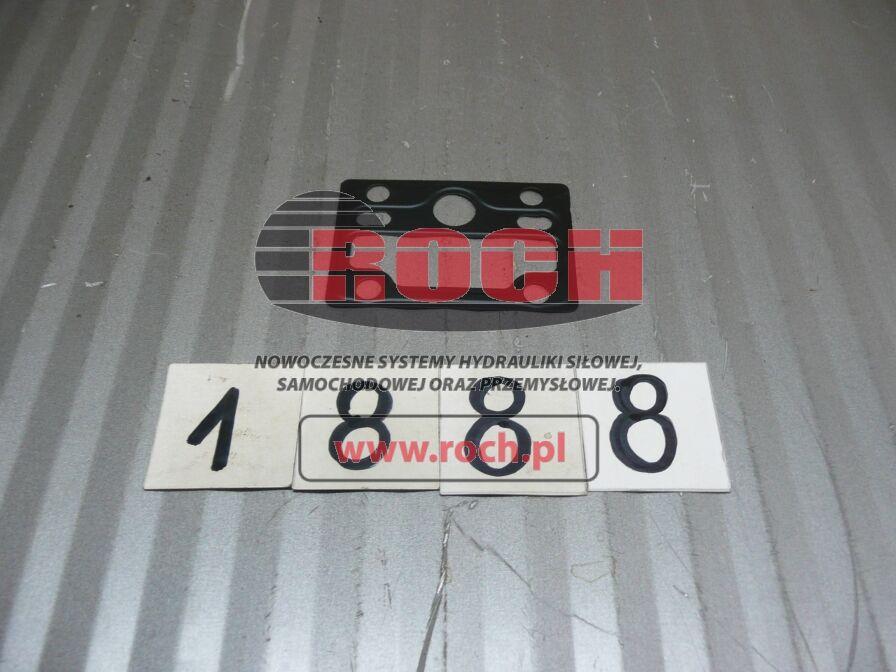 ROCH
NOWOCZESNE SYSTEMY HYDRAULIKI SIŁOWEJ,
SAMOCHODOWEJ ORAZ PRZEMYSŁOWEJ.
1 8 8 8
www.roch.pl